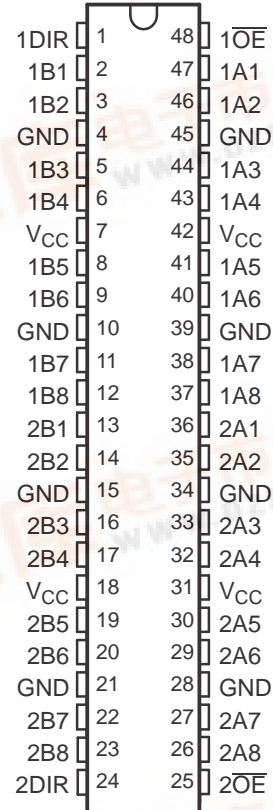 1DIR 1 48 1O̅E̅
1B1 2 47 1A1
1B2 3 46 1A2
GND 4 45 GND
1B3 5 44 1A3
1B4 6 43 1A4
VCC 7 42 VCC
1B5 8 41 1A5
1B6 9 40 1A6
GND 10 39 GND
1B7 11 38 1A7
1B8 12 37 1A8
2B1 13 36 2A1
2B2 14 35 2A2
GND 15 34 GND
2B3 16 33 2A3
2B4 17 32 2A4
VCC 18 31 VCC
2B5 19 30 2A5
2B6 20 29 2A6
GND 21 28 GND
2B7 22 27 2A7
2B8 23 26 2A8
2DIR 24 25 2O̅E̅